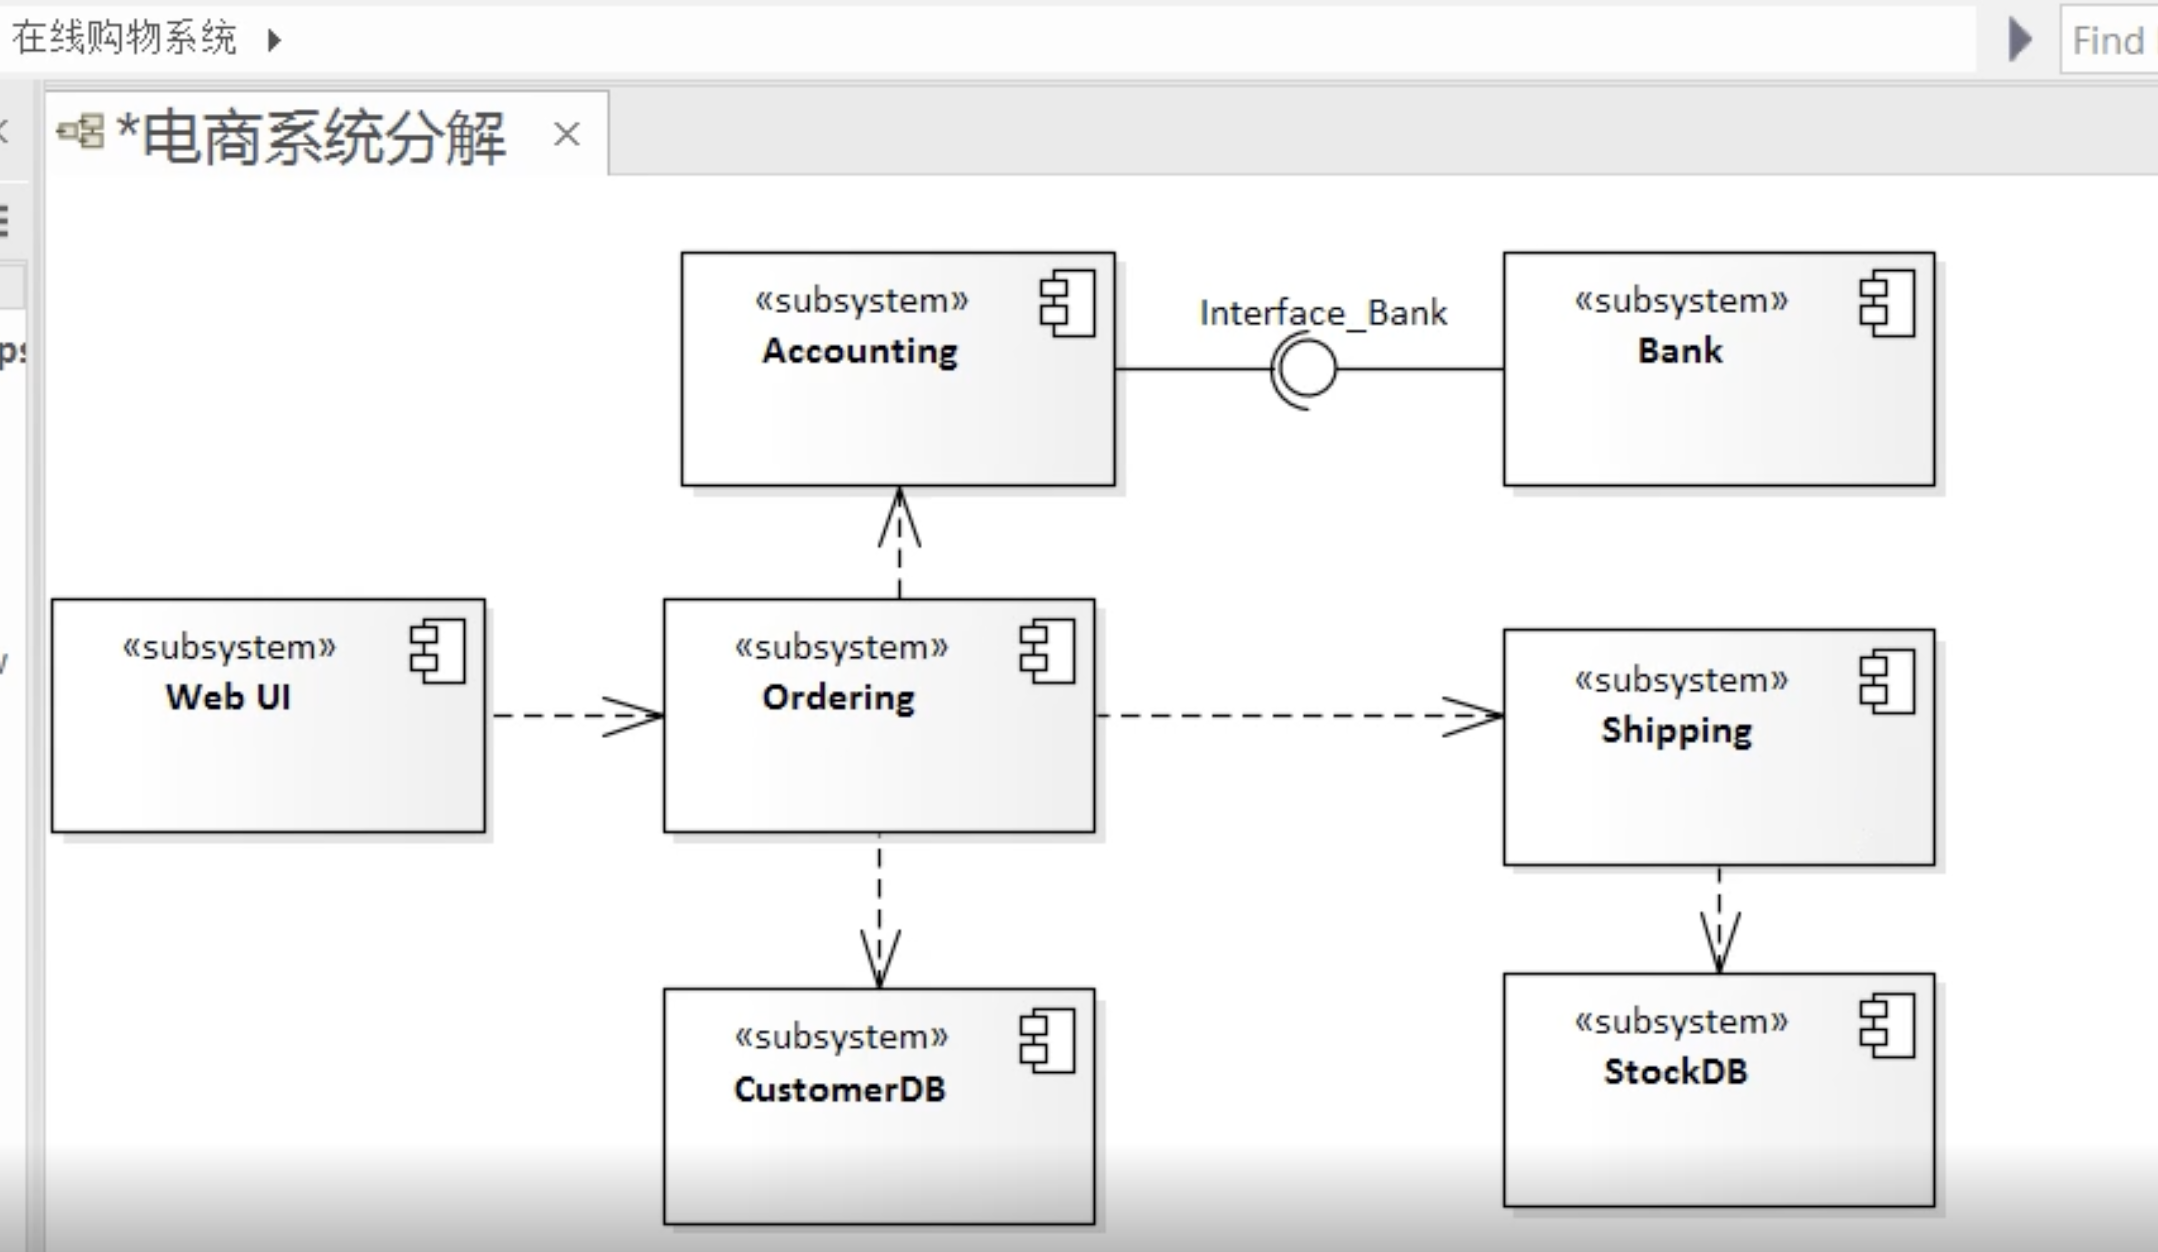 在线购物系统
Find
*电商系统分解
«subsystem»
Accounting
Interface_Bank
«subsystem»
Bank
«subsystem»
Web UI
«subsystem»
Ordering
«subsystem»
Shipping
«subsystem»
CustomerDB
«subsystem»
StockDB